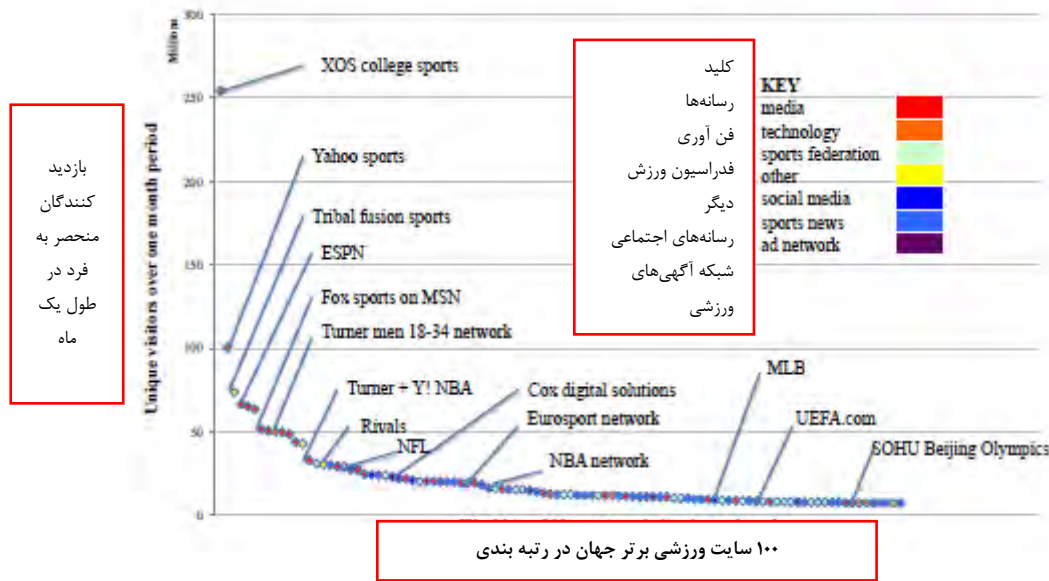 Millions
300
250
200
150
100
50
0
Unique visitors over one month period
بازدید
کنندگان
منحصر به
فرد در
طول یک
ماه
XOS college sports
Yahoo sports
Tribal fusion sports
ESPN
Fox sports on MSN
Turner men 18-34 network
Turner + Y! NBA
Rivals
NFL
Cox digital solutions
Eurosport network
NBA network
MLB
UEFA.com
SOHU Beijing Olympics
کلید
رسانه‌ها
فن آوری
فدراسیون ورزش
دیگر
رسانه‌های اجتماعی
شبکه آگهی‌های
ورزشی
KEY
media
technology
sports federation
other
social media
sports news
ad network
۱۰۰ سایت ورزشی برتر جهان در رتبه بندی